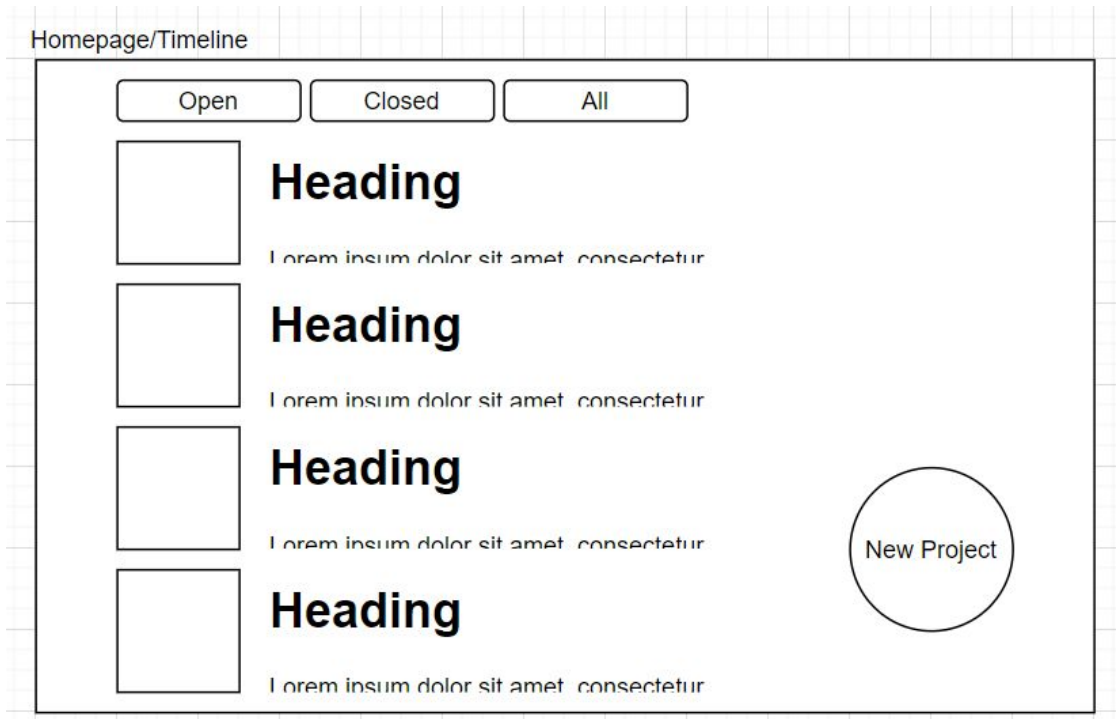 Homepage/Timeline
Open Closed All
Heading
Lorem ipsum dolor sit amet, consectetur
Heading
Lorem ipsum dolor sit amet, consectetur
Heading
Lorem ipsum dolor sit amet, consectetur
New Project
Heading
Lorem ipsum dolor sit amet, consectetur